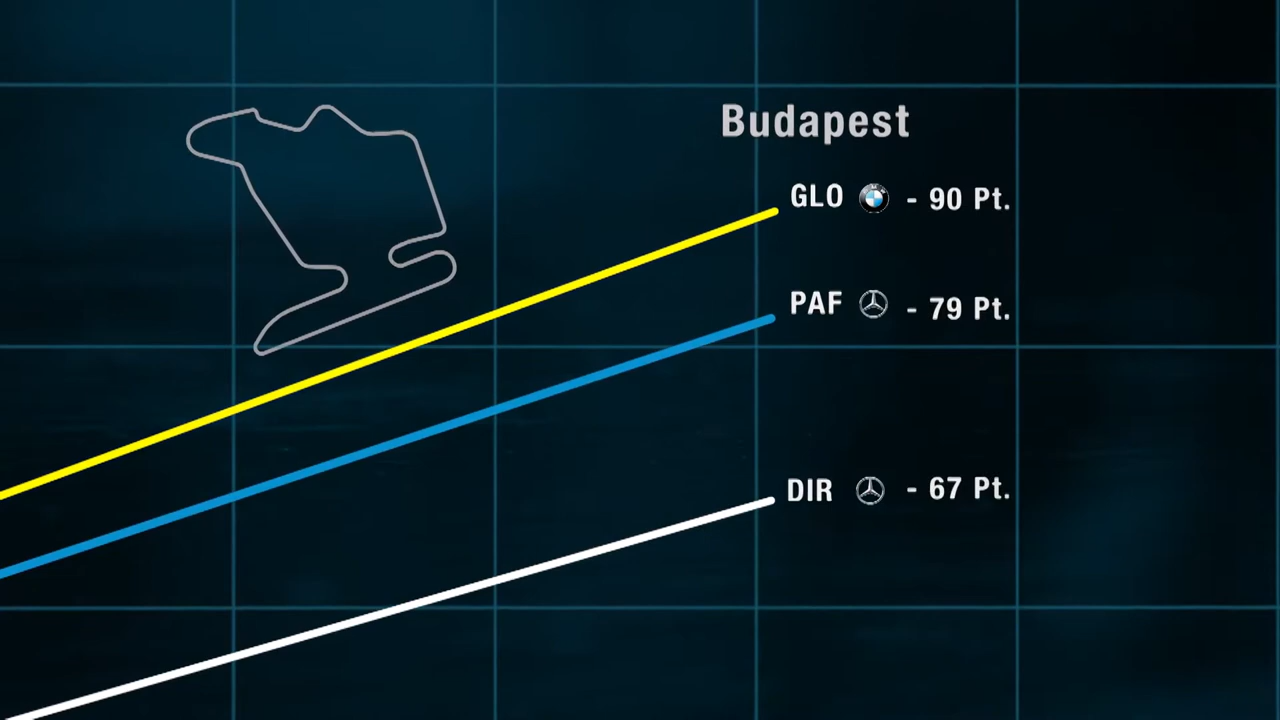 Budapest
GLO - 90 Pt.
PAF - 79 Pt.
DIR - 67 Pt.